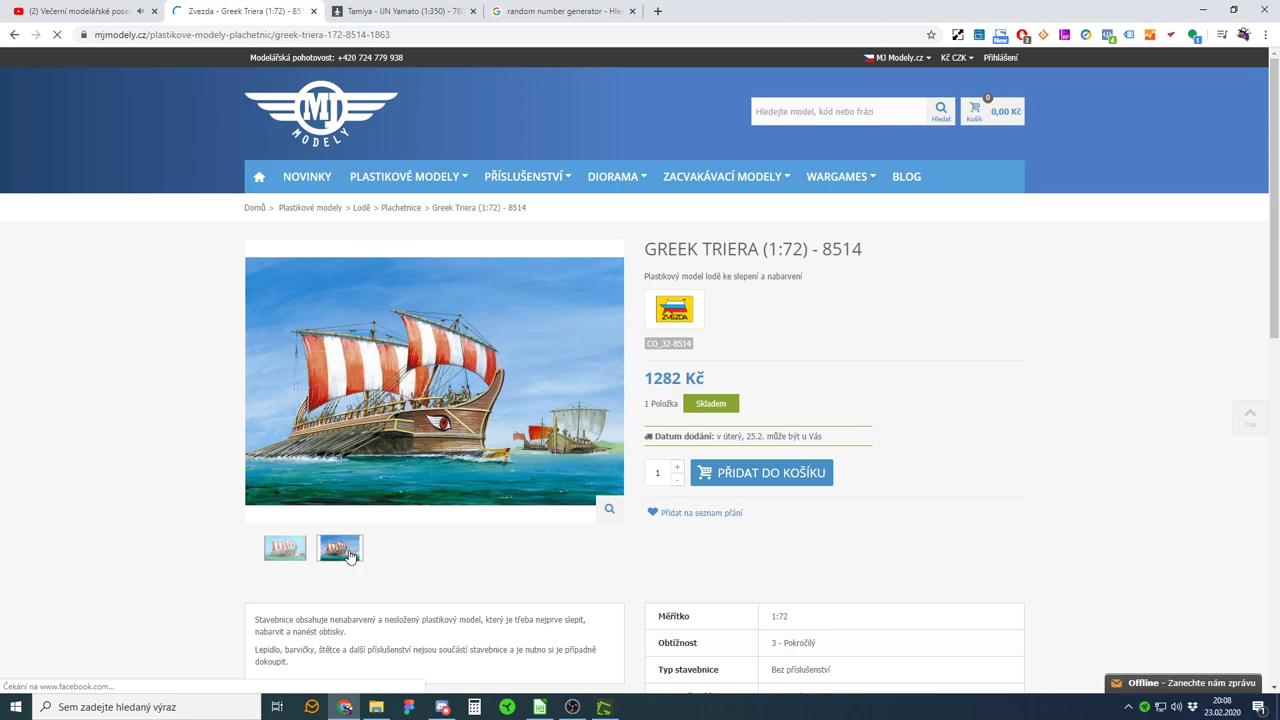 (2) Večerní modelářské pose
Zvezda - Greek Triera (1:72) - 851
Tamiya - IJN Yamato (1:350) - 78
random number generator - Hle
mjmodely.cz/plastikove-modely-plachetnic/greek-triera-172-8514-1863
Modelářská pohotovost: +420 724 779 938
MJ Modely.cz
Kč CZK
Přihlášení
MJ
MODELY
Hledejte model, kód nebo frázi
Hledat
0
Košík
0,00 Kč
NOVINKY
PLASTIKOVÉ MODELY
PŘÍSLUŠENSTVÍ
DIORAMA
ZACVAKÁVACÍ MODELY
WARGAMES
BLOG
Domů > Plastikové modely > Lodě > Plachetnice > Greek Triera (1:72) - 8514
GREEK TRIERA (1:72) - 8514
Plastikový model lodě ke slepení a nabarvení
ZVEZDA
CO_32-8514
1282 Kč
1 Položka
Skladem
Datum dodání: v úterý, 25.2. může být u Vás
1
+
-
PŘIDAT DO KOŠÍKU
Přidat na seznam přání
Top
Stavebnice obsahuje nenabarvený a nesložený plastikový model, který je třeba nejprve slepit,
nabarvit a nanést obtisky.
Lepidlo, barvičky, štětce a další příslušenství nejsou součástí stavebnice a je nutno si je případně
dokoupit.
Měřítko 1:72
Obtížnost 3 - Pokročilý
Typ stavebnice Bez příslušenství
Čekání na www.facebook.com...
Offline - Zanechte nám zprávu
Sem zadejte hledaný výraz
20:08
23.02.2020